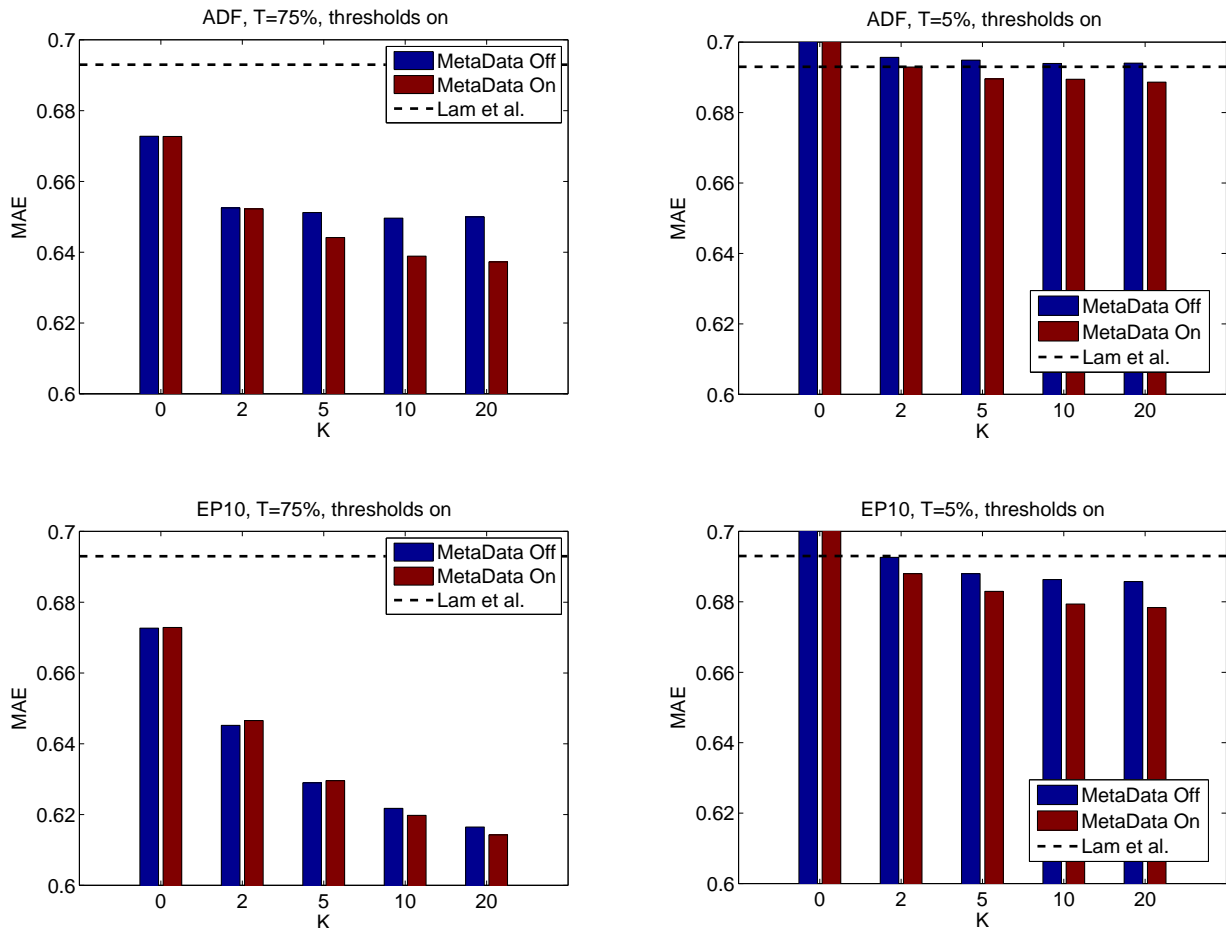 ADF, T=75%, thresholds on
0.7
0.68
0.66
0.64
0.62
0.6
MAE
0 2 5 10 20
K
MetaData Off
MetaData On
Lam et al.
ADF, T=5%, thresholds on
0.7
0.68
0.66
0.64
0.62
0.6
MAE
0 2 5 10 20
K
MetaData Off
MetaData On
Lam et al.
EP10, T=75%, thresholds on
0.7
0.68
0.66
0.64
0.62
0.6
MAE
0 2 5 10 20
K
MetaData Off
MetaData On
Lam et al.
EP10, T=5%, thresholds on
0.7
0.68
0.66
0.64
0.62
0.6
MAE
0 2 5 10 20
K
MetaData Off
MetaData On
Lam et al.